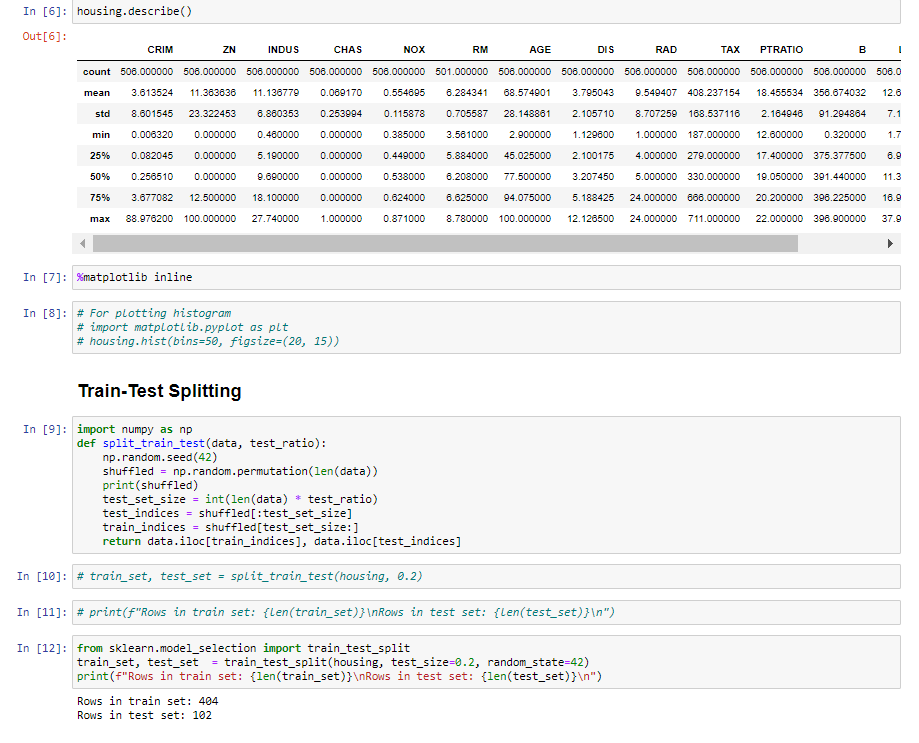 In [6]: housing.describe()
Out[6]:
CRIM ZN INDUS CHAS NOX RM AGE DIS RAD TAX PTRATIO B
count 506.000000 506.000000 506.000000 506.000000 506.000000 501.000000 506.000000 506.000000 506.000000 506.000000 506.000000 506.000000 506.0
mean 3.613524 11.363636 11.136779 0.069170 0.554695 6.284341 68.574901 3.795043 9.549407 408.237154 18.455534 356.674032 12.6
std 8.601545 23.322453 6.860353 0.253994 0.115878 0.705587 28.148861 2.105710 8.707259 168.537116 2.164946 91.294864 7.1
min 0.006320 0.000000 0.460000 0.000000 0.385000 3.561000 2.900000 1.129600 1.000000 187.000000 12.600000 0.320000 1.7
25% 0.082045 0.000000 5.190000 0.000000 0.449000 5.884000 45.025000 2.100175 4.000000 279.000000 17.400000 375.377500 6.9
50% 0.256510 0.000000 9.690000 0.000000 0.538000 6.208000 77.500000 3.207450 5.000000 330.000000 19.050000 391.440000 11.3
75% 3.677082 12.500000 18.100000 0.000000 0.624000 6.625000 94.075000 5.188425 24.000000 666.000000 20.200000 396.225000 16.9
max 88.976200 100.000000 27.740000 1.000000 0.871000 8.780000 100.000000 12.126500 24.000000 711.000000 22.000000 396.900000 37.9
In [7]: %matplotlib inline
In [8]: # For plotting histogram
# import matplotlib.pyplot as plt
# housing.hist(bins=50, figsize=(20, 15))
Train-Test Splitting
In [9]: import numpy as np
def split_train_test(data, test_ratio):
np.random.seed(42)
shuffled = np.random.permutation(len(data))
print(shuffled)
test_set_size = int(len(data) * test_ratio)
test_indices = shuffled[:test_set_size]
train_indices = shuffled[test_set_size:]
return data.iloc[train_indices], data.iloc[test_indices]
In [10]: # train_set, test_set = split_train_test(housing, 0.2)
In [11]: # print(f"Rows in train set: {len(train_set)}\nRows in test set: {len(test_set)}\n")
In [12]: from sklearn.model_selection import train_test_split
train_set, test_set  = train_test_split(housing, test_size=0.2, random_state=42)
print(f"Rows in train set: {len(train_set)}\nRows in test set: {len(test_set)}\n")
Rows in train set: 404
Rows in test set: 102